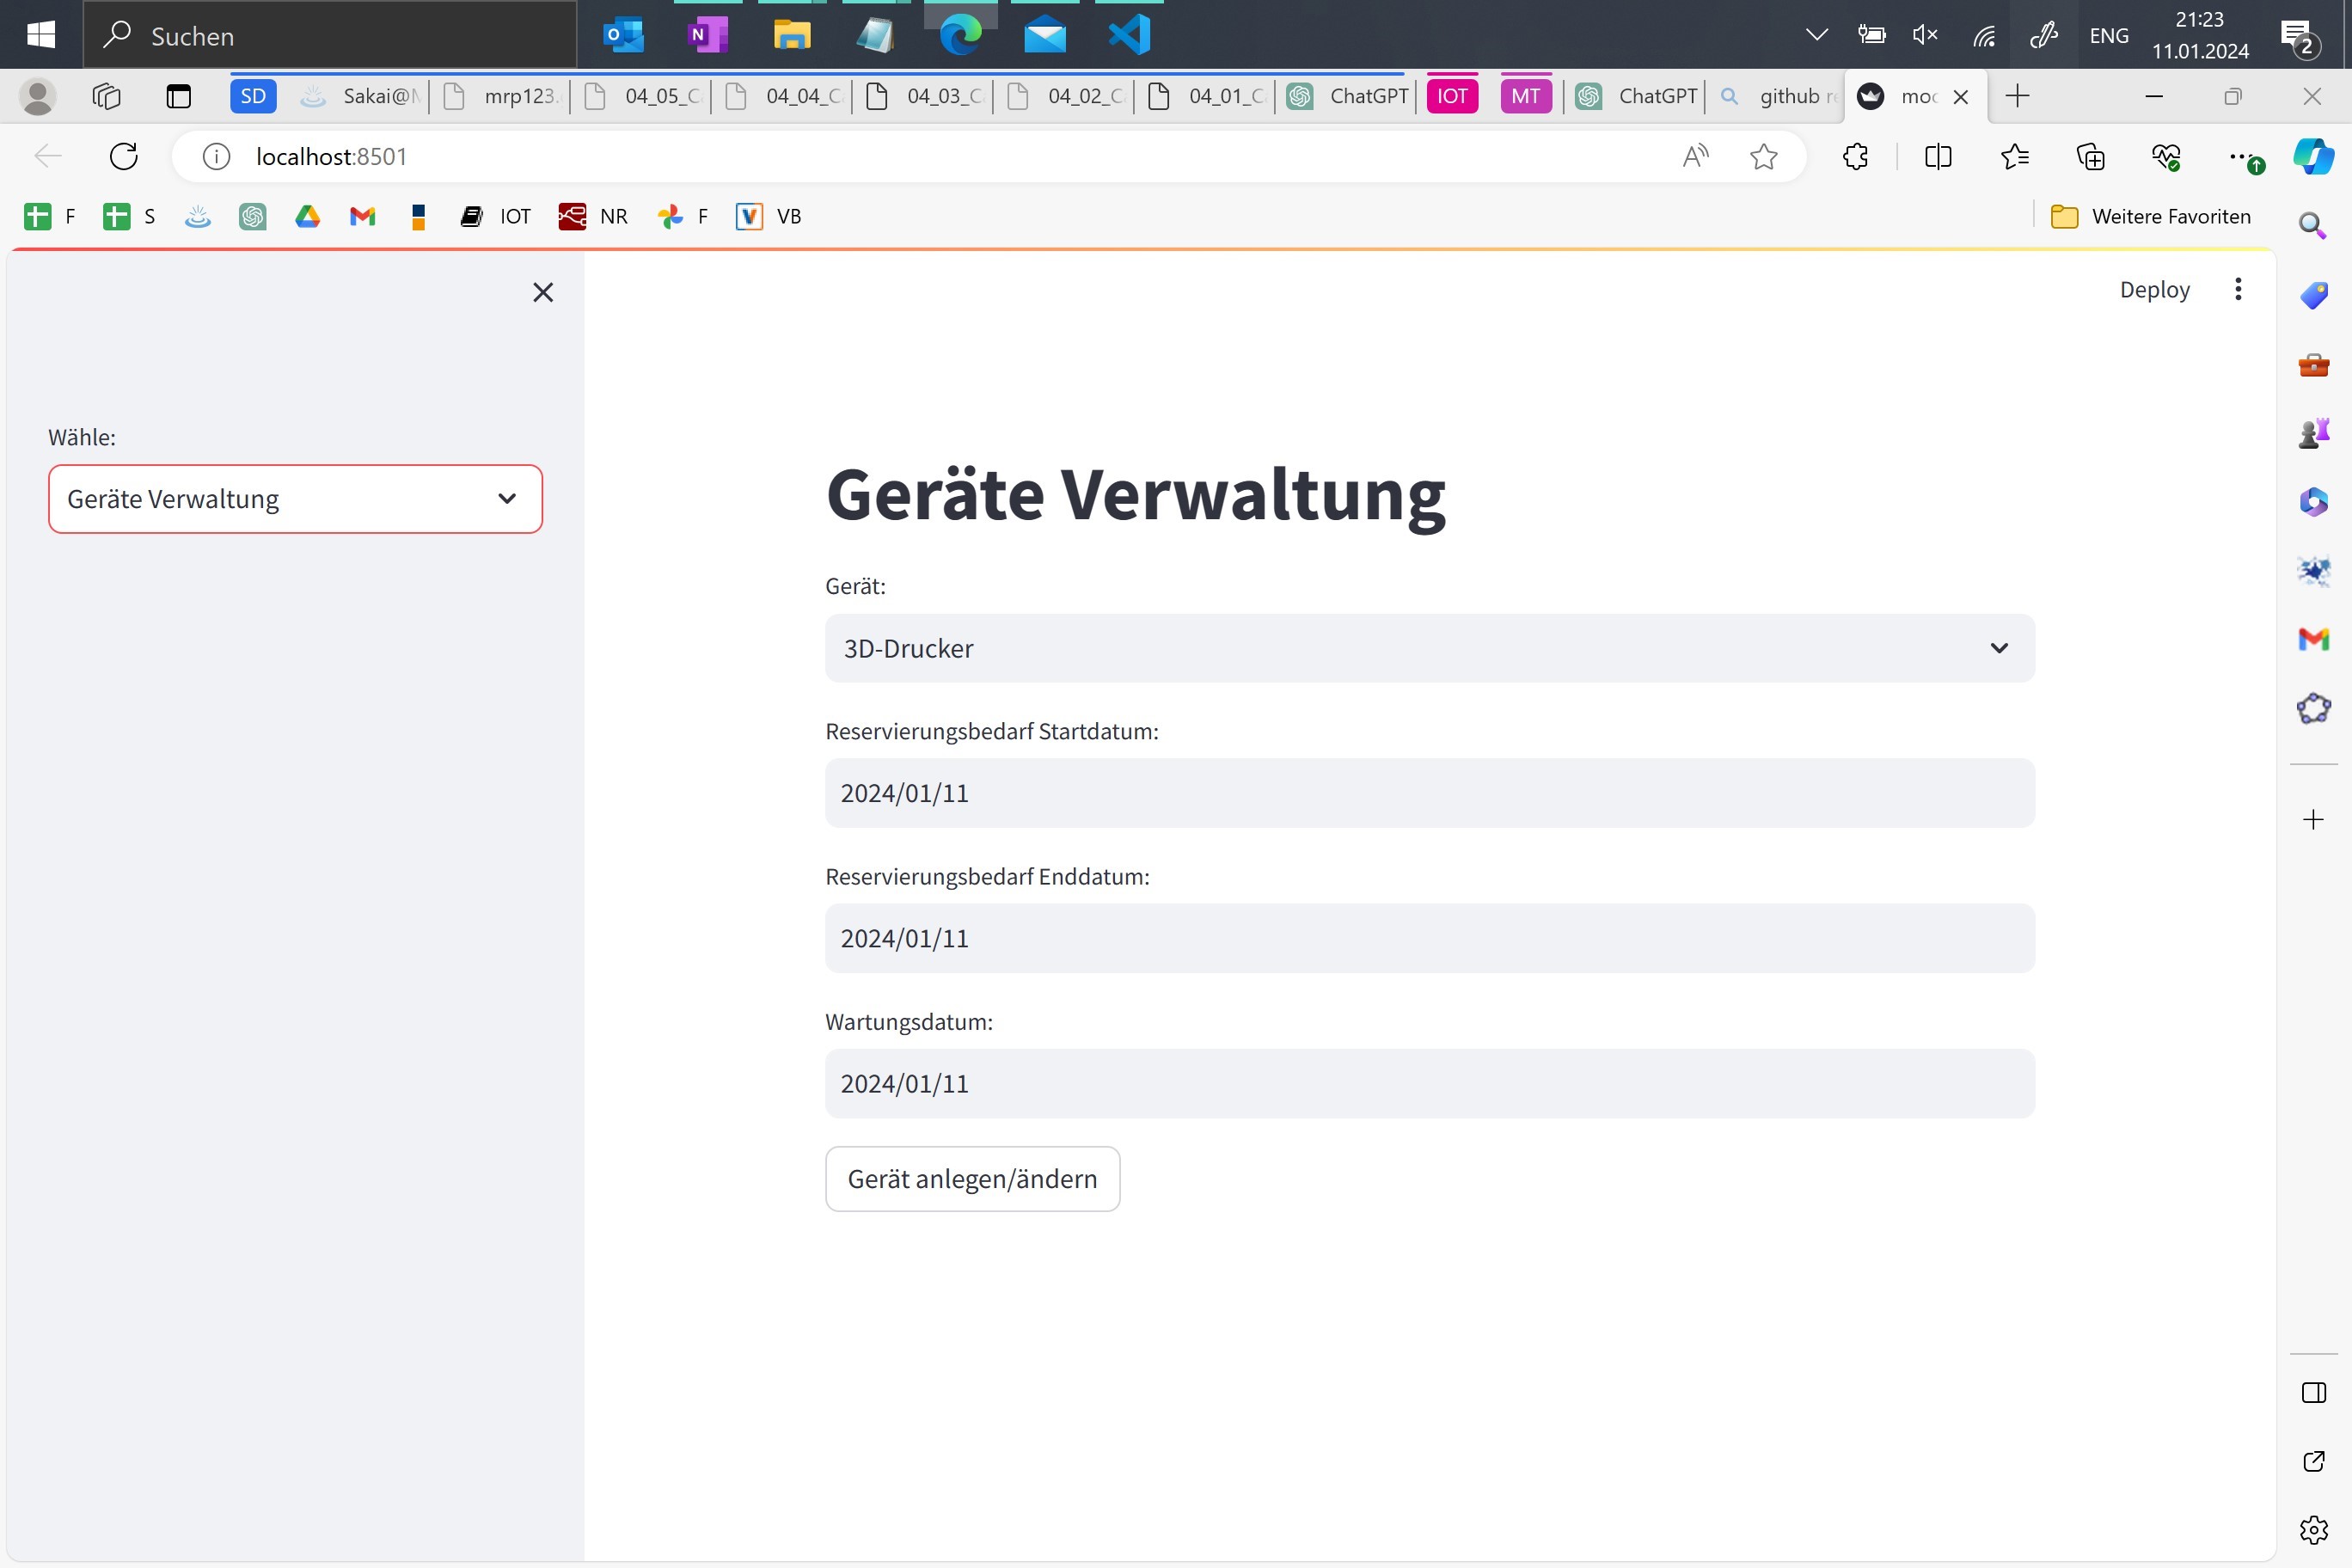 Suchen
ENG
21:23
11.01.2024
2
SD
Sakai@
mrp123.
04_05_C
04_04_C
04_03_C
04_02_C
04_01_C
ChatGPT
IOT
MT
ChatGPT
github r
moc
localhost:8501
F
S
IOT
NR
F
VB
Weitere Favoriten
Deploy
Wähle:
Geräte Verwaltung
Geräte Verwaltung
Gerät:
3D-Drucker
Reservierungsbedarf Startdatum:
2024/01/11
Reservierungsbedarf Enddatum:
2024/01/11
Wartungsdatum:
2024/01/11
Gerät anlegen/ändern